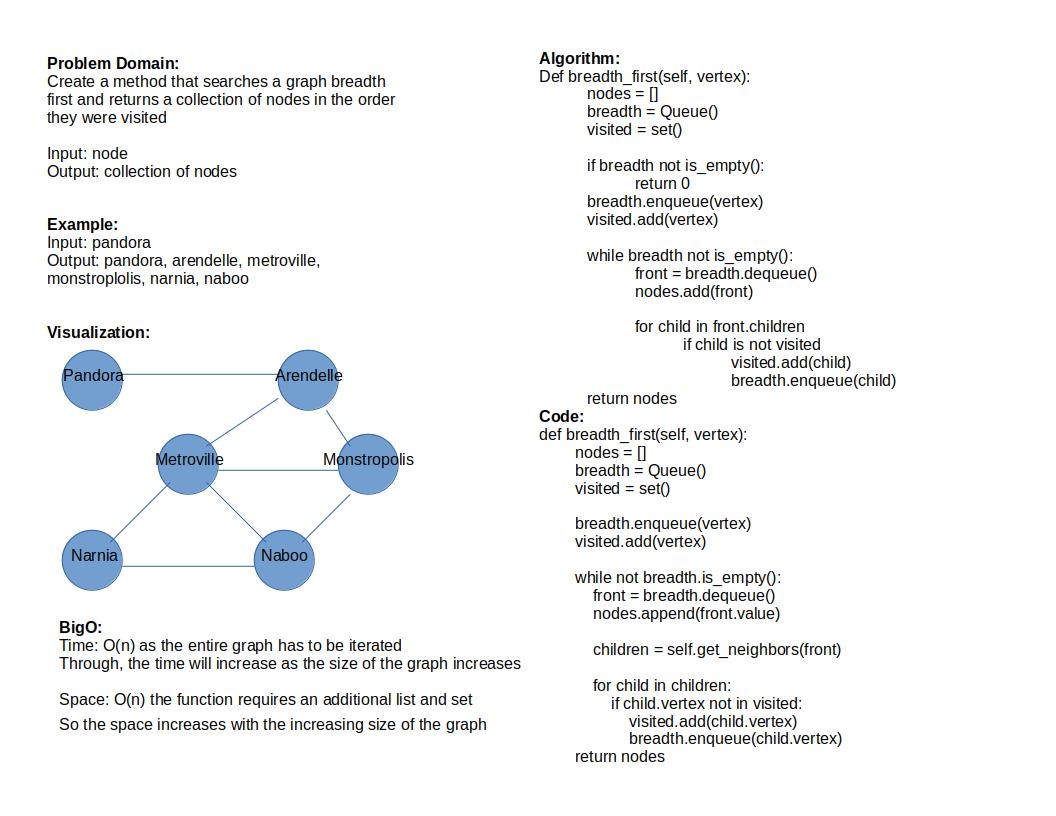 Problem Domain:
Create a method that searches a graph breadth
first and returns a collection of nodes in the order
they were visited
Input: node
Output: collection of nodes
Example:
Input: pandora
Output: pandora, arendelle, metroville,
monstroplolis, narnia, naboo
Visualization:
Pandora
Arendelle
Metroville
Monstropolis
Narnia
Naboo
BigO:
Time: O(n) as the entire graph has to be iterated
Through, the time will increase as the size of the graph increases
Space: O(n) the function requires an additional list and set
So the space increases with the increasing size of the graph
Algorithm:
Def breadth_first(self, vertex):
nodes = []
breadth = Queue()
visited = set()
if breadth not is_empty():
return 0
breadth.enqueue(vertex)
visited.add(vertex)
while breadth not is_empty():
front = breadth.dequeue()
nodes.add(front)
for child in front.children
if child is not visited
visited.add(child)
breadth.enqueue(child)
return nodes
Code:
def breadth_first(self, vertex):
nodes = []
breadth = Queue()
visited = set()
breadth.enqueue(vertex)
visited.add(vertex)
while not breadth.is_empty():
front = breadth.dequeue()
nodes.append(front.value)
children = self.get_neighbors(front)
for child in children:
if child.vertex not in visited:
visited.add(child.vertex)
breadth.enqueue(child.vertex)
return nodes